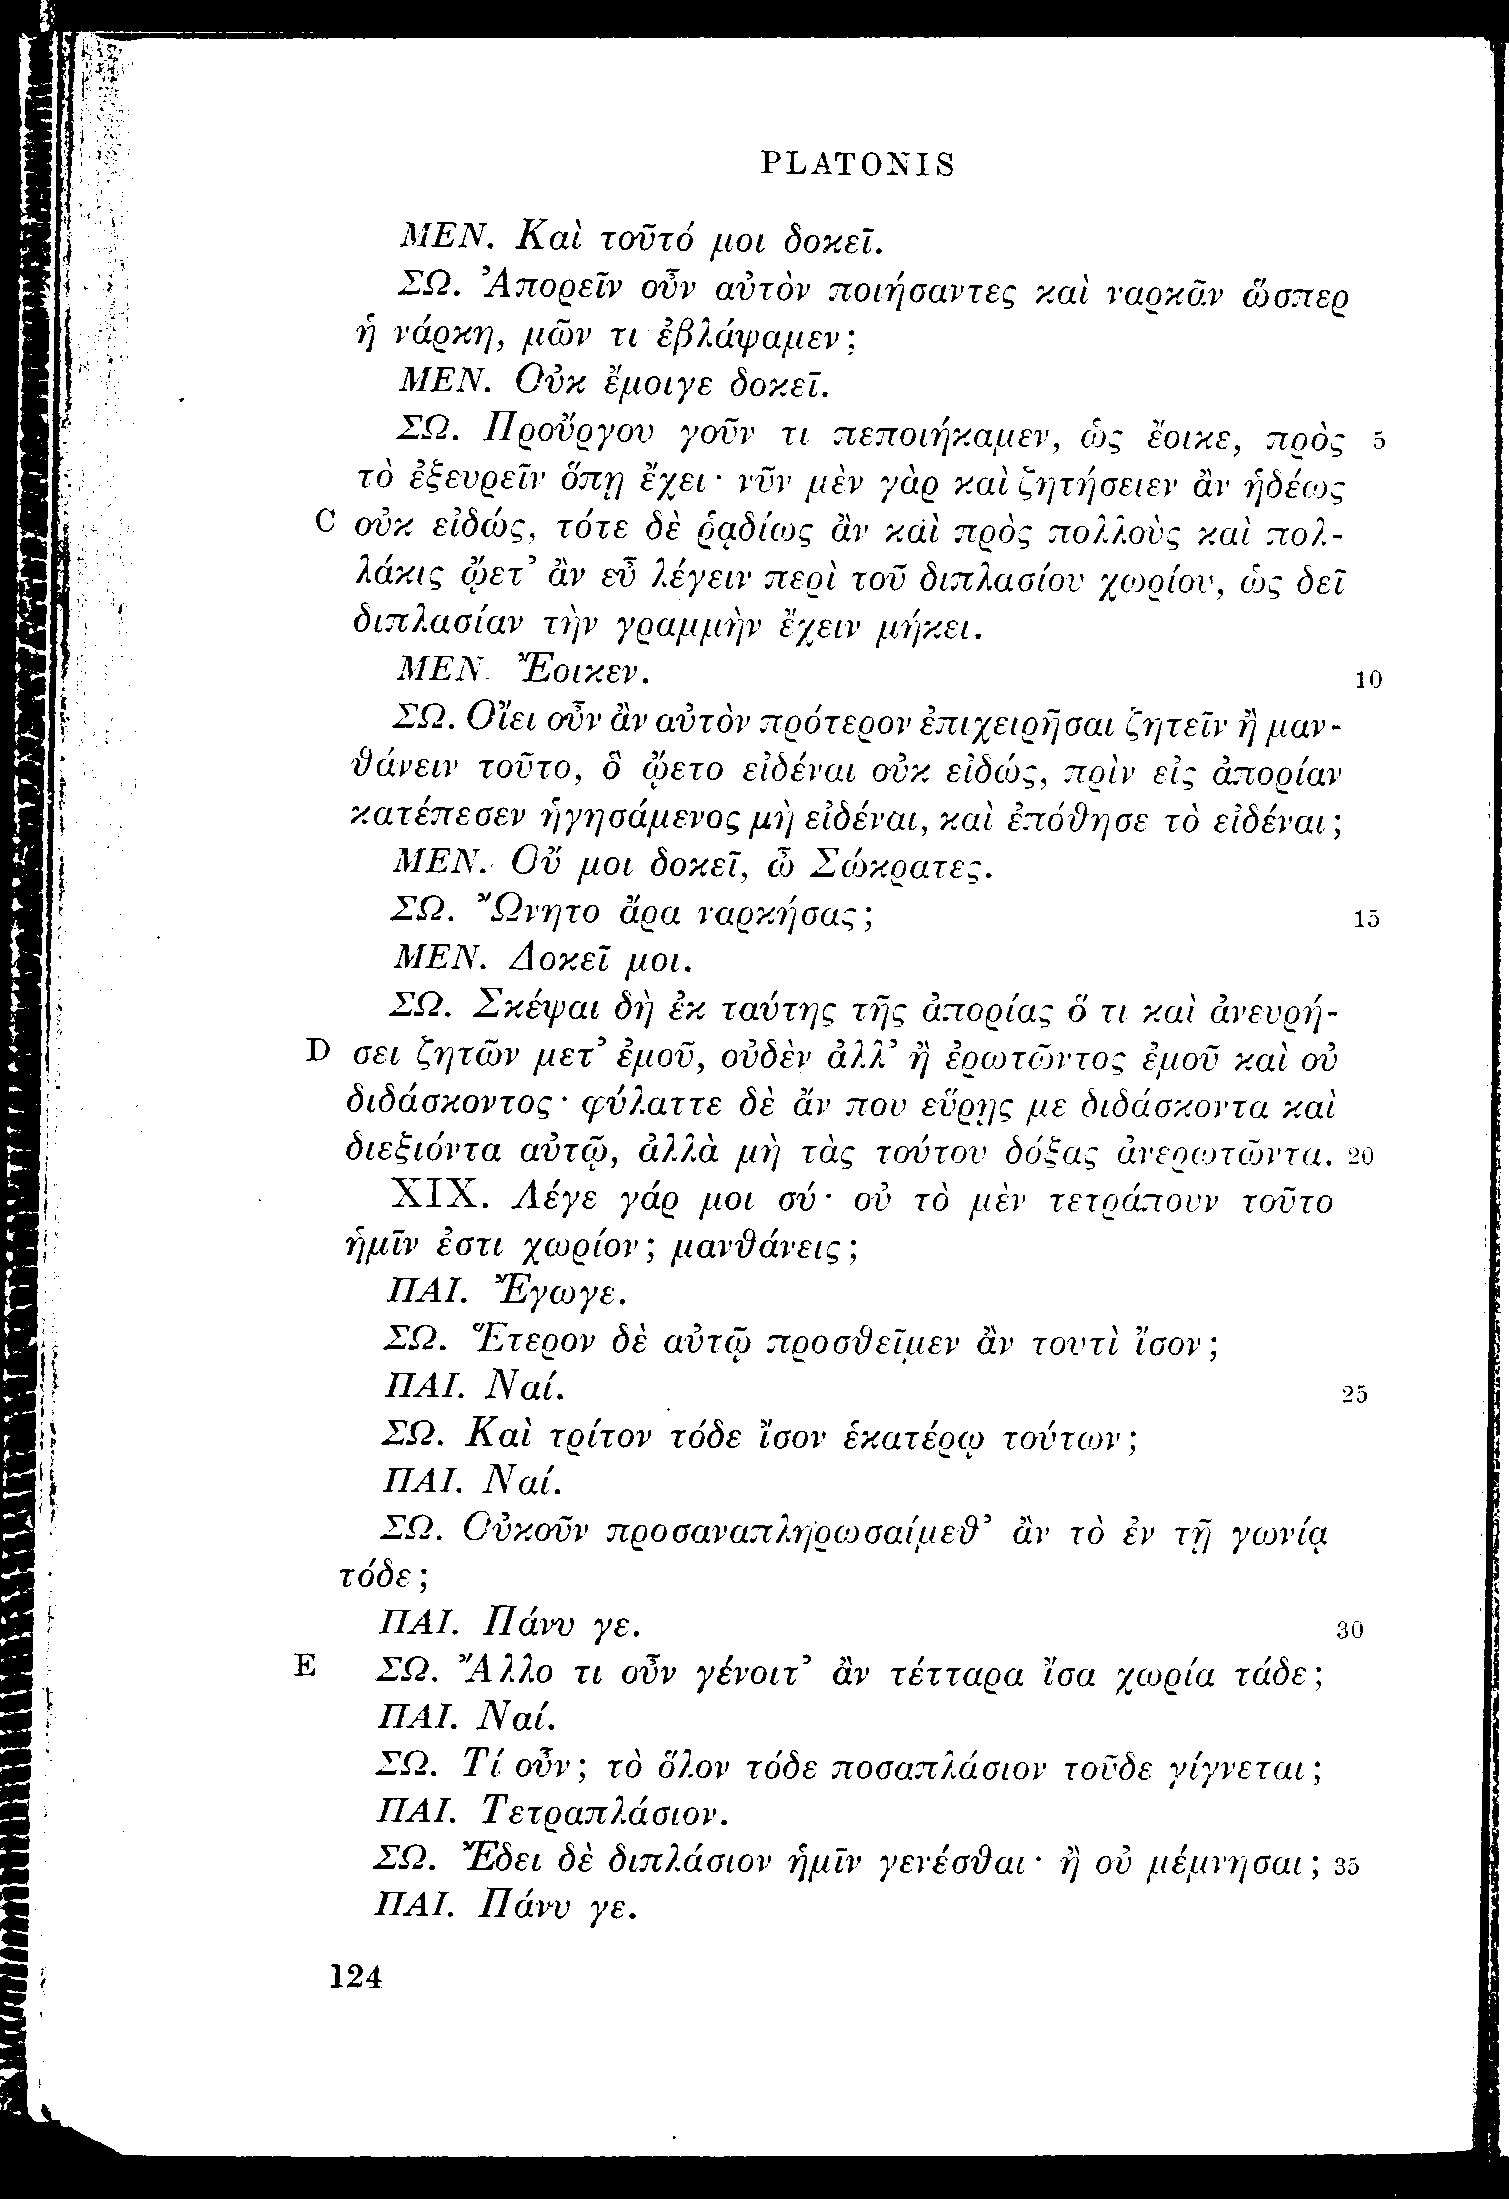 PLATONIS
ΜΕΝ. Καὶ τοῦτό μοι δοκεῖ.
ΣΩ. Ἀπορεῖν οὖν αὐτὸν ποιήσαντες καὶ ναρκᾶν ὥσπερ
ἡ νάρκη, μῶν τι ἐβλάψαμεν;
ΜΕΝ. Οὐκ ἔμοιγε δοκεῖ.
ΣΩ. Προὔργου γοῦν τι πεποιήκαμεν, ὡς ἔοικε, πρὸς 5
τὸ ἐξευρεῖν ὅπῃ ἔχει· νῦν μὲν γὰρ καὶ ζητήσειεν ἂν ἡδέως
C οὐκ εἰδώς, τότε δὲ ῥᾳδίως ἂν καὶ πρὸς πολλοὺς καὶ πολ-
λάκις ᾤετ’ ἂν εὖ λέγειν περὶ τοῦ διπλασίου χωρίου, ὡς δεῖ
διπλασίαν τὴν γραμμὴν ἔχειν μήκει.
ΜΕΝ. Ἔοικεν. 10
ΣΩ. Οἴει οὖν ἂν αὐτὸν πρότερον ἐπιχειρῆσαι ζητεῖν ἢ μαν-
θάνειν τοῦτο, ὃ ᾤετο εἰδέναι οὐκ εἰδώς, πρὶν εἰς ἀπορίαν
κατέπεσεν ἡγησάμενος μὴ εἰδέναι, καὶ ἐπόθησε τὸ εἰδέναι;
ΜΕΝ. Οὔ μοι δοκεῖ, ὦ Σώκρατες.
ΣΩ. Ὤνητο ἄρα ναρκήσας; 15
ΜΕΝ. Δοκεῖ μοι.
ΣΩ. Σκέψαι δὴ ἐκ ταύτης τῆς ἀπορίας ὅ τι καὶ ἀνευρή-
D σει ζητῶν μετ’ ἐμοῦ, οὐδὲν ἀλλ’ ἢ ἐρωτῶντος ἐμοῦ καὶ οὐ
διδάσκοντος· φύλαττε δὲ ἄν που εὕρῃς με διδάσκοντα καὶ
διεξιόντα αὐτῷ, ἀλλὰ μὴ τὰς τούτου δόξας ἀνερωτῶντα. 20
XIX. Λέγε γάρ μοι σύ· οὐ τὸ μὲν τετράπουν τοῦτο
ἡμῖν ἐστι χωρίον; μανθάνεις;
ΠΑΙ. Ἔγωγε.
ΣΩ. Ἕτερον δὲ αὐτῷ προσθεῖμεν ἂν τουτὶ ἴσον;
ΠΑΙ. Ναί. 25
ΣΩ. Καὶ τρίτον τόδε ἴσον ἑκατέρῳ τούτων;
ΠΑΙ. Ναί.
ΣΩ. Οὐκοῦν προσαναπληρωσαίμεθ’ ἂν τὸ ἐν τῇ γωνίᾳ
τόδε;
ΠΑΙ. Πάνυ γε. 30
E ΣΩ. Ἄλλο τι οὖν γένοιτ’ ἂν τέτταρα ἴσα χωρία τάδε;
ΠΑΙ. Ναί.
ΣΩ. Τί οὖν; τὸ ὅλον τόδε ποσαπλάσιον τοῦδε γίγνεται;
ΠΑΙ. Τετραπλάσιον.
ΣΩ. Ἔδει δὲ διπλάσιον ἡμῖν γενέσθαι· ἢ οὐ μέμνησαι; 35
ΠΑΙ. Πάνυ γε.
124